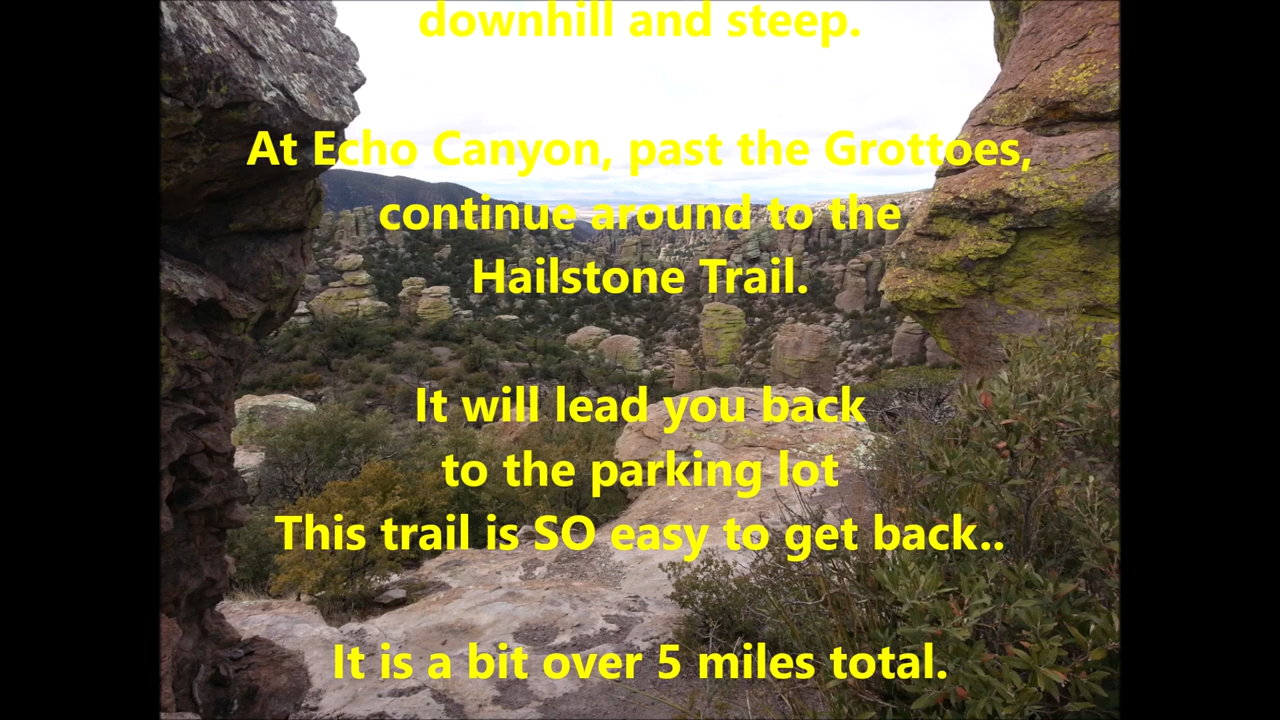 downhill and steep.
At Echo Canyon, past the Grottoes,
continue around to the
Hailstone Trail.
It will lead you back
to the parking lot
This trail is SO easy to get back..
It is a bit over 5 miles total.